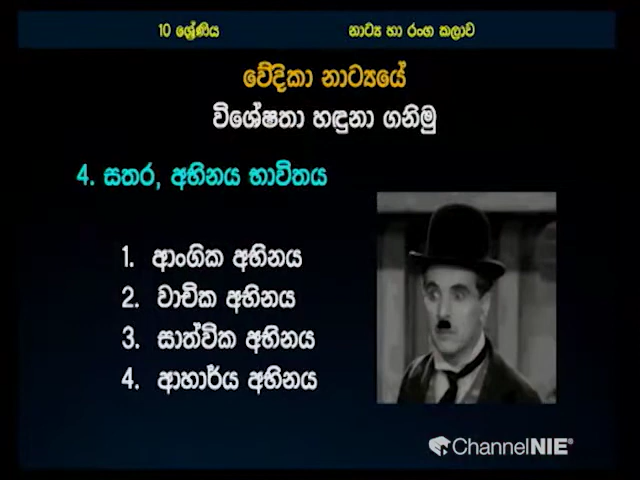 10 ශ්‍රේණිය නාට්‍ය හා රංග කලාව
වේදිකා නාට්‍යයේ
විශේෂතා හඳුනා ගනිමු
4. සතර, අභිනය භාවිතය
1. ආංගික අභිනය
2. වාචික අභිනය
3. සාත්වික අභිනය
4. ආහාර්ය අභිනය
ChannelNIE®